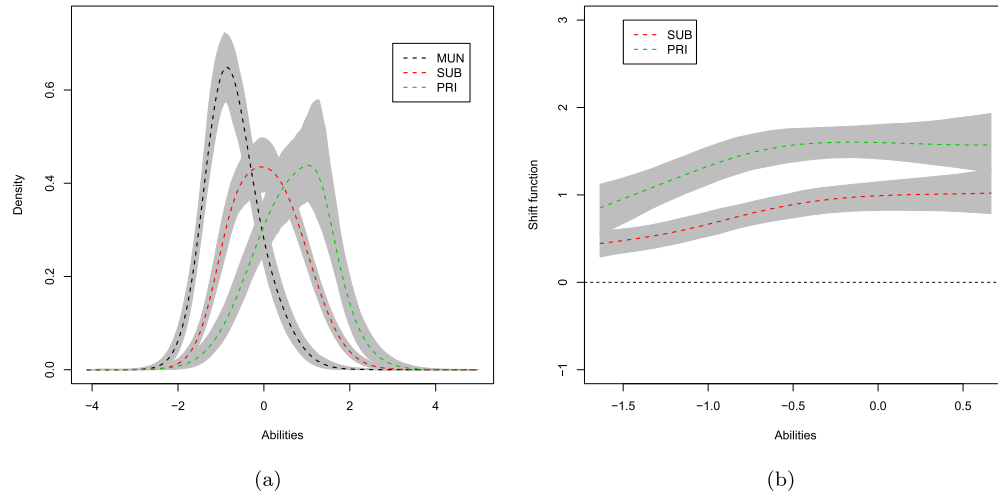 Density
0.0
0.2
0.4
0.6
−4
−2
0
2
4
Abilities
MUN
SUB
PRI
(a)
Shift function
−1
0
1
2
3
−1.5
−1.0
−0.5
0.0
0.5
Abilities
SUB
PRI
(b)